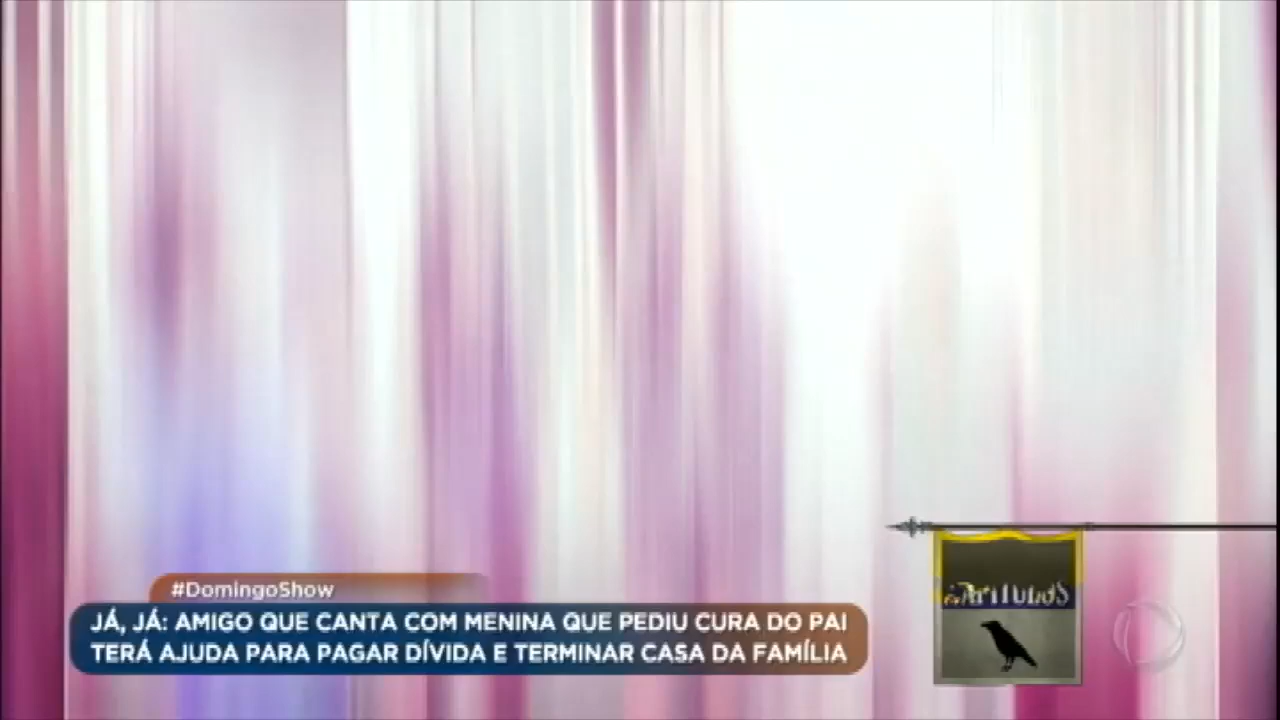 #DomingoShow
JÁ, JÁ: AMIGO QUE CANTA COM MENINA QUE PEDIU CURA DO PAI
TERÁ AJUDA PARA PAGAR DÍVIDA E TERMINAR CASA DA FAMÍLIA